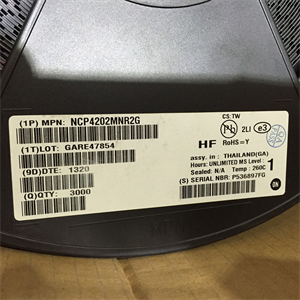 CS:TW
(1P) MPN: NCP4202MNR2G
2LI e3
(1T)LOT: GARE47854
HF RoHS=Y
(9D)DTE: 1320
assy. in : THAILAND(GA)
Hours: UNLIMITED MS Level : 1
Sealed: N/A Temp : 260C
(Q)QTY: 3000
(S) SERIAL NBR: P536897FG
ON